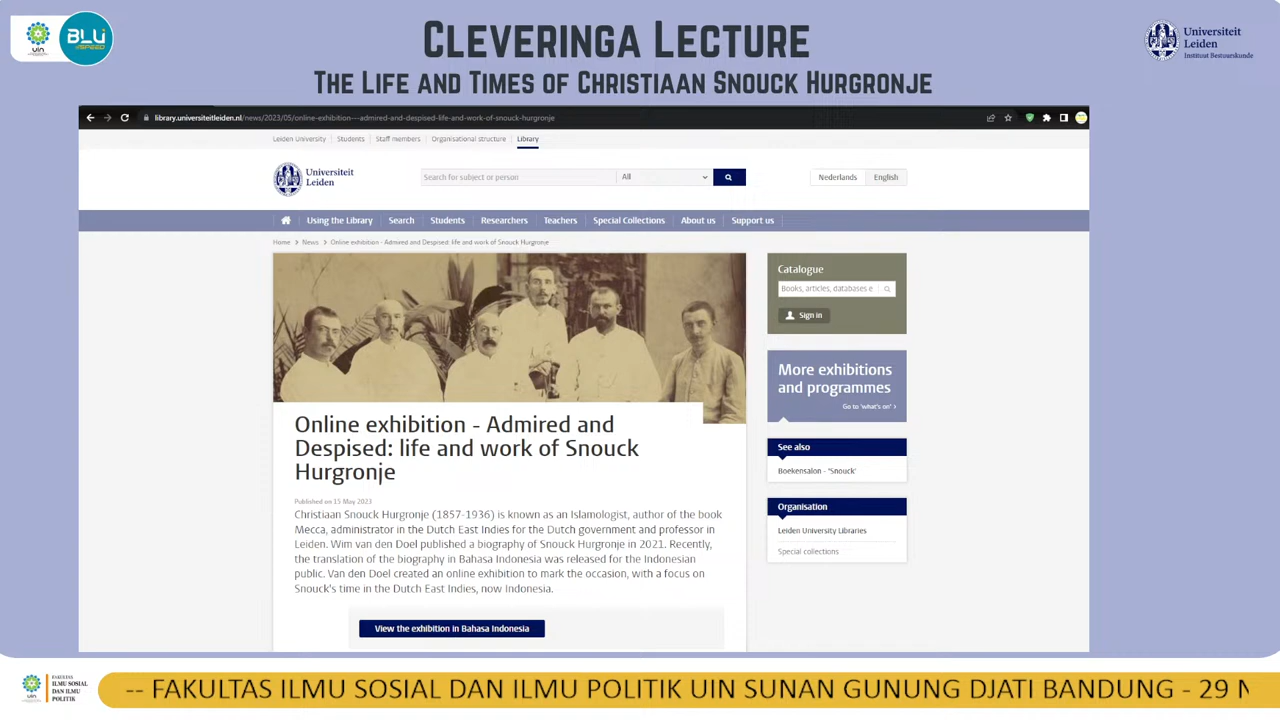 uin
BLU
SPEED
CLEVERINGA LECTURE
THE LIFE AND TIMES OF CHRISTIAAN SNOUCK HURGRONJE
Universiteit
Leiden
Instituut Bestuurskunde
library.universiteitleiden.nl/news/2023/05/online-exhibition---admired-and-despised-life-and-work-of-snouck-hurgronje
Leiden University Students Staff members Organisational structure Library
Universiteit
Leiden
Search for subject or person All
Nederlands English
Using the Library Search Students Researchers Teachers Special Collections About us Support us
Home > News > Online exhibition - Admired and Despised: life and work of Snouck Hurgronje
Online exhibition - Admired and
Despised: life and work of Snouck
Hurgronje
Published on 15 May 2023
Christiaan Snouck Hurgronje (1857-1936) is known as an Islamologist, author of the book
Mecca, administrator in the Dutch East Indies for the Dutch government and professor in
Leiden. Wim van den Doel published a biography of Snouck Hurgronje in 2021. Recently,
the translation of the biography in Bahasa Indonesia was released for the Indonesian
public. Van den Doel created an online exhibition to mark the occasion, with a focus on
Snouck's time in the Dutch East Indies, now Indonesia.
View the exhibition in Bahasa Indonesia
Catalogue
Books, articles, databases e
Sign in
More exhibitions
and programmes
Go to 'what's on' >
See also
Boekensalon - 'Snouck'
Organisation
Leiden University Libraries
Special collections
uin
FAKULTAS
ILMU SOSIAL
DAN ILMU
POLITIK
-- FAKULTAS ILMU SOSIAL DAN ILMU POLITIK UIN SUNAN GUNUNG DJATI BANDUNG - 29 N